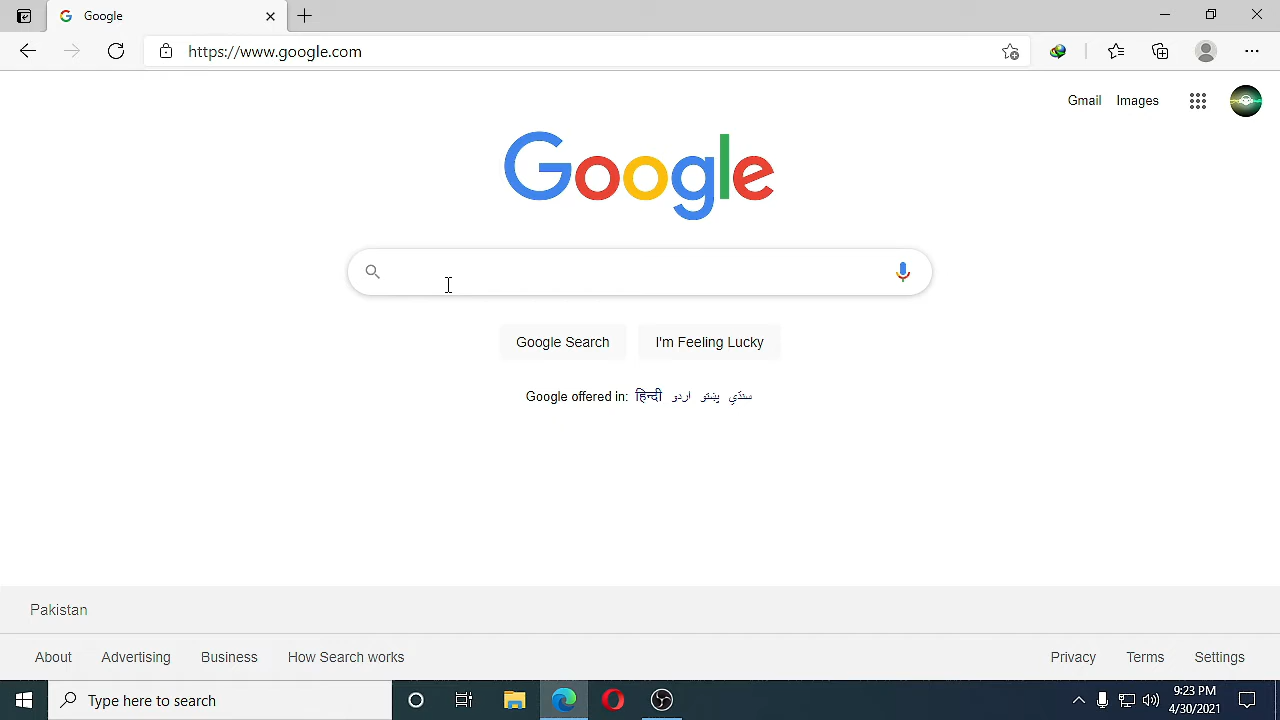 Google
https://www.google.com
Gmail Images
Google
Google Search I'm Feeling Lucky
Google offered in: हिन्दी اردو پښتو سنڌي
Pakistan
About Advertising Business How Search works Privacy Terms Settings
Type here to search
9:23 PM
4/30/2021